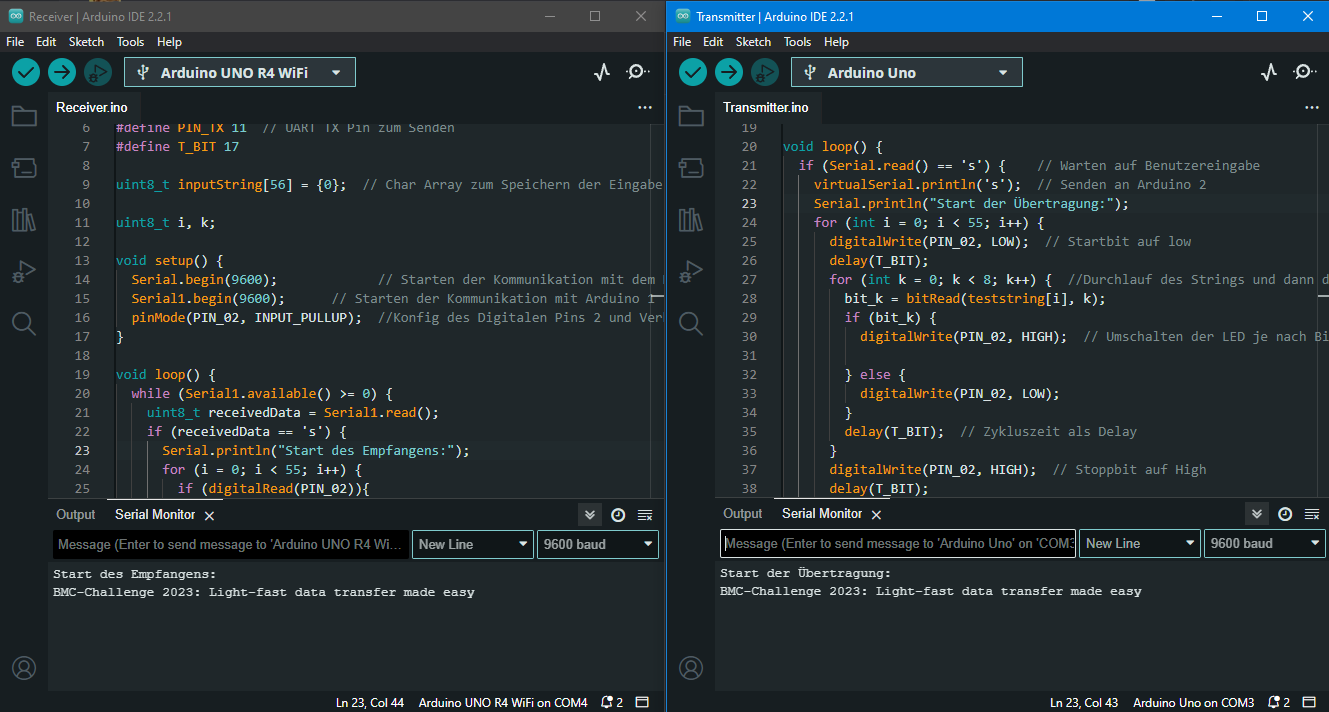 Receiver | Arduino IDE 2.2.1
File Edit Sketch Tools Help
Arduino UNO R4 WiFi
Receiver.ino
6 #define PIN_TX 11 // UART TX Pin zum Senden
7 #define T_BIT 17
8
9 uint8_t inputString[56] = {0}; // Char Array zum Speichern der Eingabe
10
11 uint8_t i, k;
12
13 void setup() {
14 Serial.begin(9600); // Starten der Kommunikation mit dem
15 Serial1.begin(9600); // Starten der Kommunikation mit Arduino 1
16 pinMode(PIN_02, INPUT_PULLUP); //Konfig des Digitalen Pins 2 und Ver
17 }
18
19 void loop() {
20 while (Serial1.available() >= 0) {
21 uint8_t receivedData = Serial1.read();
22 if (receivedData == 's') {
23 Serial.println("Start des Empfangens:");
24 for (i = 0; i < 55; i++) {
25 if (digitalRead(PIN_02)){
Output Serial Monitor
Message (Enter to send message to 'Arduino UNO R4 Wi... New Line 9600 baud
Start des Empfangens:
BMC-Challenge 2023: Light-fast data transfer made easy
Ln 23, Col 44 Arduino UNO R4 WiFi on COM4 2
Transmitter | Arduino IDE 2.2.1
File Edit Sketch Tools Help
Arduino Uno
Transmitter.ino
19
20 void loop() {
21 if (Serial.read() == 's') { // Warten auf Benutzereingabe
22 virtualSerial.println('s'); // Senden an Arduino 2
23 Serial.println("Start der Übertragung:");
24 for (int i = 0; i < 55; i++) {
25 digitalWrite(PIN_02, LOW); // Startbit auf low
26 delay(T_BIT);
27 for (int k = 0; k < 8; k++) { //Durchlauf des Strings und dann d
28 bit_k = bitRead(teststring[i], k);
29 if (bit_k) {
30 digitalWrite(PIN_02, HIGH); // Umschalten der LED je nach Bi
31
32 } else {
33 digitalWrite(PIN_02, LOW);
34 }
35 delay(T_BIT); // Zykluszeit als Delay
36 }
37 digitalWrite(PIN_02, HIGH); // Stoppbit auf High
38 delay(T_BIT);
Output Serial Monitor
Message (Enter to send message to 'Arduino Uno' on 'COM3 New Line 9600 baud
Start der Übertragung:
BMC-Challenge 2023: Light-fast data transfer made easy
Ln 23, Col 43 Arduino Uno on COM3 2